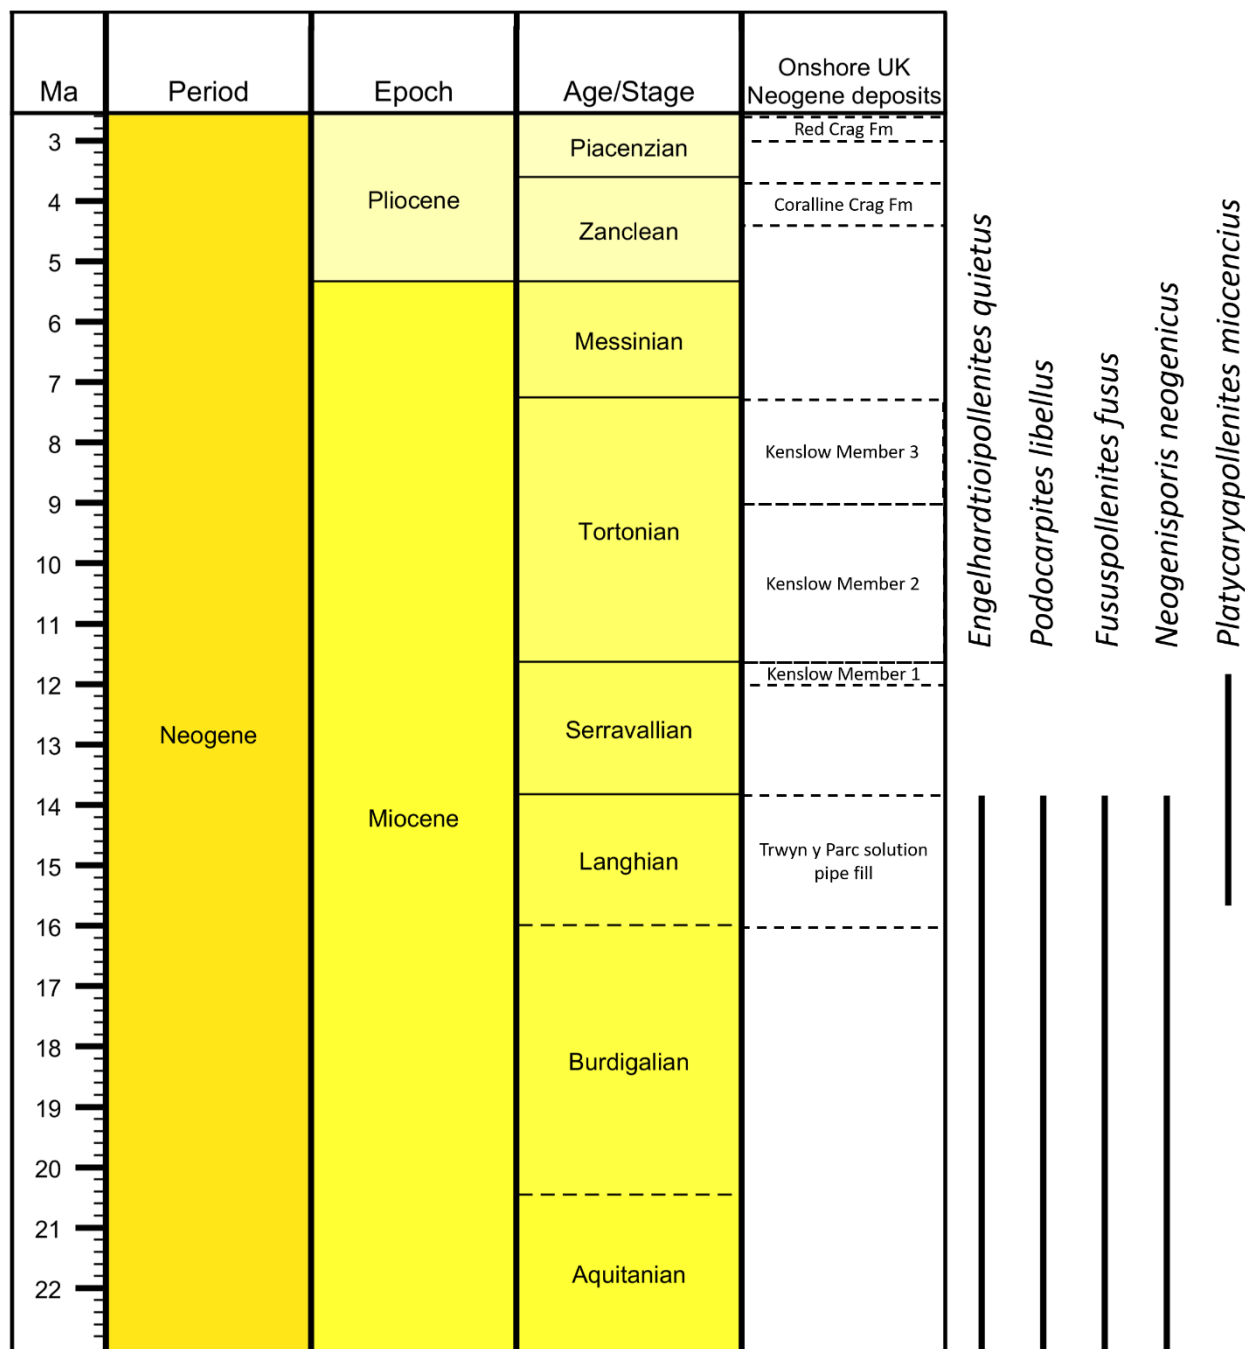 Ma
Period
Epoch
Age/Stage
Onshore UK
Neogene deposits
3
4
5
6
7
8
9
10
11
12
13
14
15
16
17
18
19
20
21
22
Neogene
Pliocene
Miocene
Piacenzian
Zanclean
Messinian
Tortonian
Serravallian
Langhian
Burdigalian
Aquitanian
Red Crag Fm
Coralline Crag Fm
Kenslow Member 3
Kenslow Member 2
Kenslow Member 1
Trwyn y Parc solution
pipe fill
Engelhardtioipollenites quietus
Podocarpites libellus
Fususpollenites fusus
Neogenisporis neogenicus
Platycaryapollenites miocencius